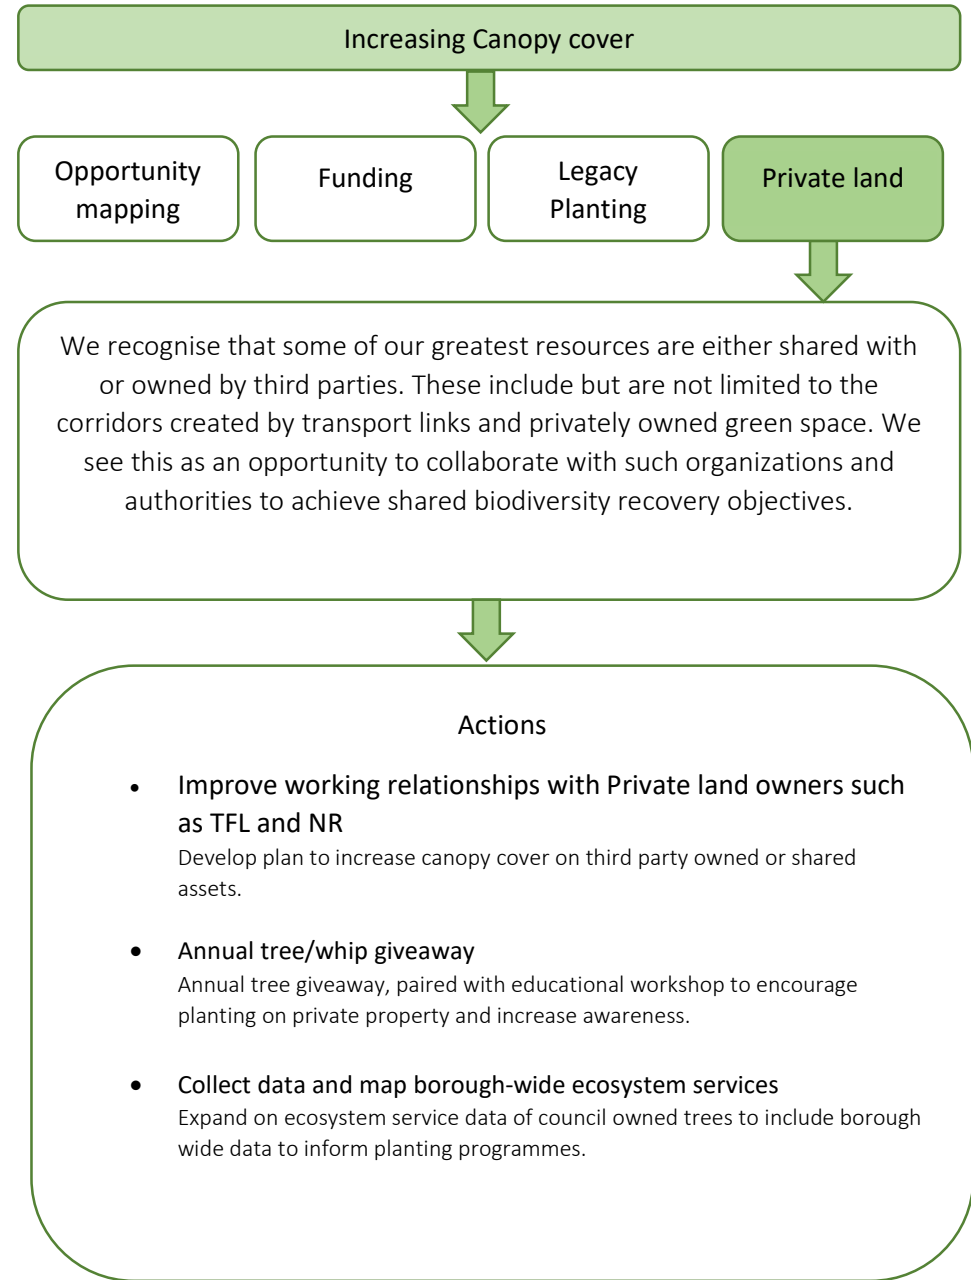 Increasing Canopy cover
Opportunity
mapping
Funding
Legacy
Planting
Private land
We recognise that some of our greatest resources are either shared with
or owned by third parties. These include but are not limited to the
corridors created by transport links and privately owned green space. We
see this as an opportunity to collaborate with such organizations and
authorities to achieve shared biodiversity recovery objectives.
Actions
• Improve working relationships with Private land owners such
as TFL and NR
Develop plan to increase canopy cover on third party owned or shared
assets.
• Annual tree/whip giveaway
Annual tree giveaway, paired with educational workshop to encourage
planting on private property and increase awareness.
• Collect data and map borough-wide ecosystem services
Expand on ecosystem service data of council owned trees to include borough
wide data to inform planting programmes.